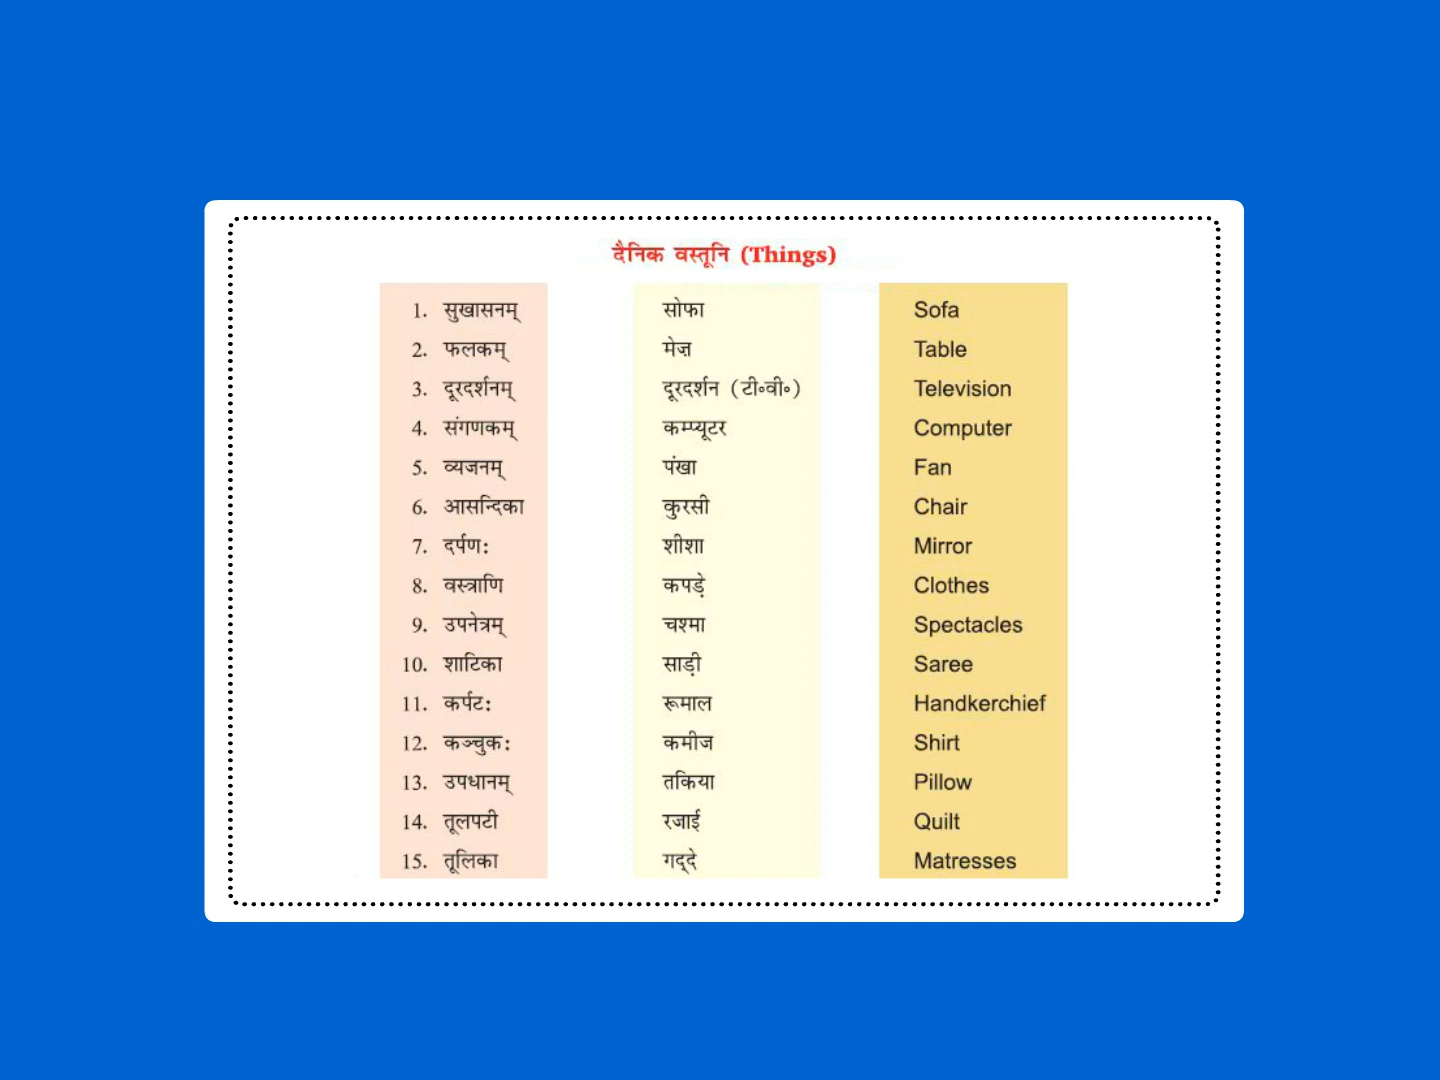 दैनिक वस्तूनि (Things)
1. सुखासनम् सोफा Sofa
2. फलकम् मेज़ Table
3. दूरदर्शनम् दूरदर्शन (टी॰वी॰) Television
4. संगणकम् कम्प्यूटर Computer
5. व्यजनम् पंखा Fan
6. आसन्दिका कुरसी Chair
7. दर्पण: शीशा Mirror
8. वस्त्राणि कपड़े Clothes
9. उपनेत्रम् चश्मा Spectacles
10. शाटिका साड़ी Saree
11. कर्पट: रूमाल Handkerchief
12. कञ्चुक: कमीज Shirt
13. उपधानम् तकिया Pillow
14. तूलपटी रजाई Quilt
15. तूलिका गद्दे Matresses